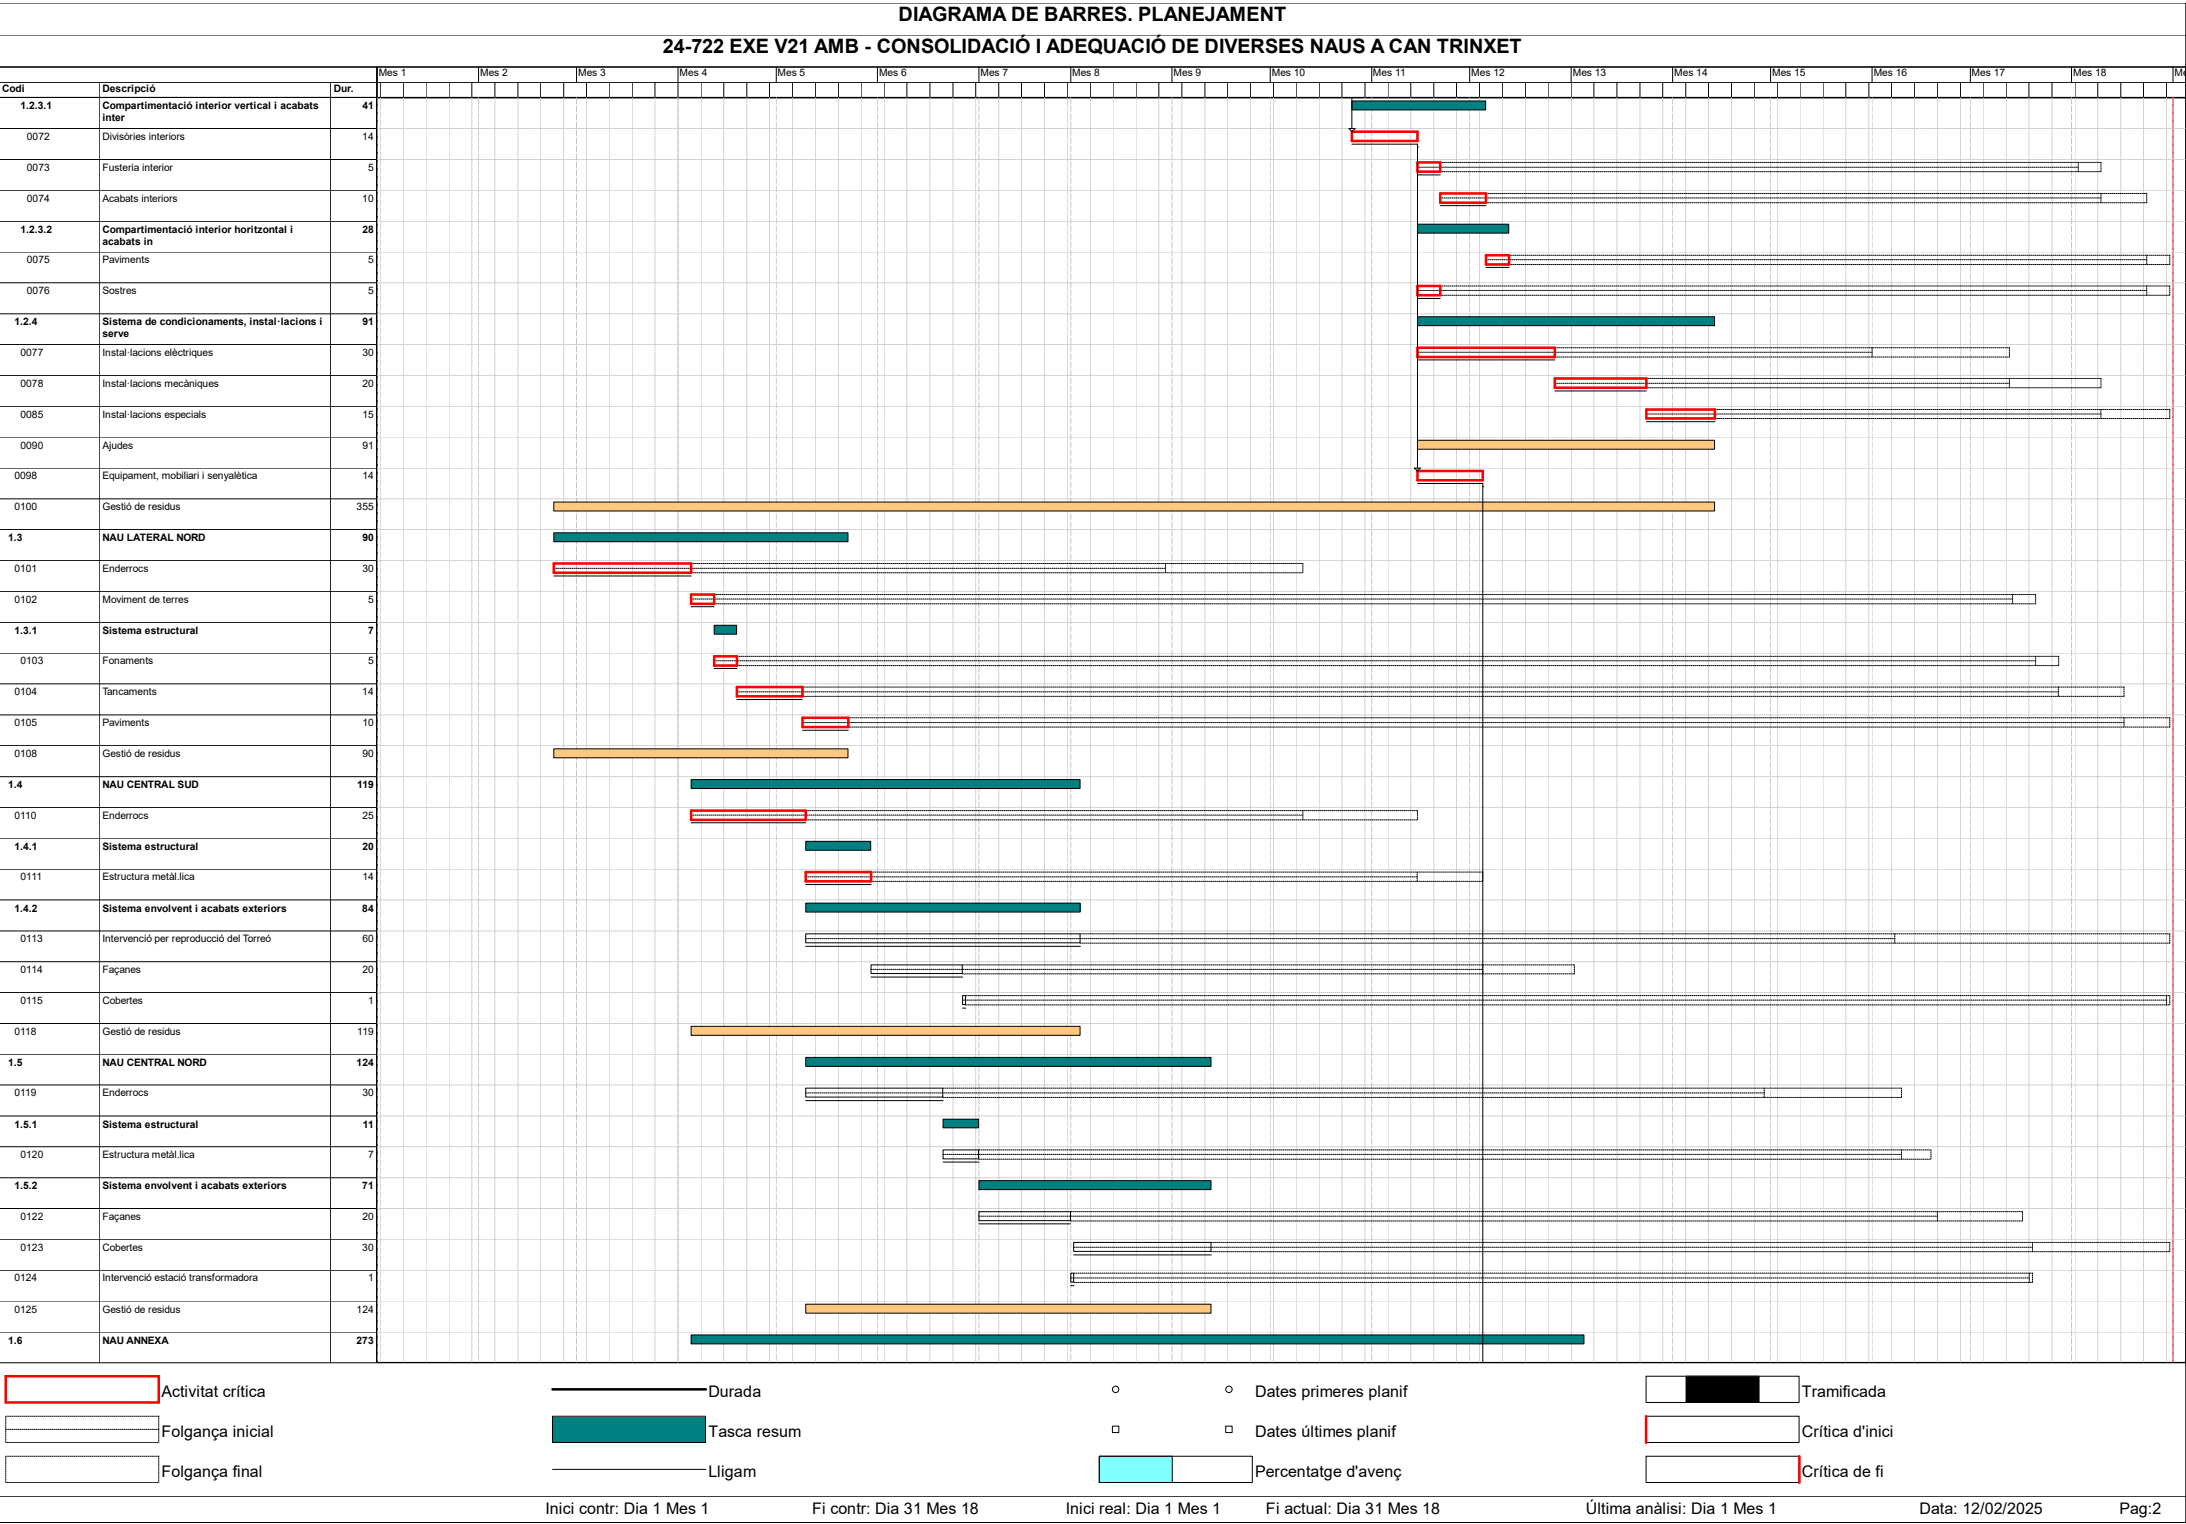 DIAGRAMA DE BARRES. PLANEJAMENT
24-722 EXE V21 AMB - CONSOLIDACIÓ I ADEQUACIÓ DE DIVERSES NAUS A CAN TRINXET
Mes 1 Mes 2 Mes 3 Mes 4 Mes 5 Mes 6 Mes 7 Mes 8 Mes 9 Mes 10 Mes 11 Mes 12 Mes 13 Mes 14 Mes 15 Mes 16 Mes 17 Mes 18 Me
Codi Descripció Dur.
1.2.3.1 Compartimentació interior vertical i acabats 41
inter
0072 Divisòries interiors 14
0073 Fusteria interior 5
0074 Acabats interiors 10
1.2.3.2 Compartimentació interior horitzontal i 28
acabats in
0075 Paviments 5
0076 Sostres 5
1.2.4 Sistema de condicionaments, instal·lacions i 91
serve
0077 Instal·lacions elèctriques 30
0078 Instal·lacions mecàniques 20
0085 Instal·lacions especials 15
0090 Ajudes 91
0098 Equipament, mobiliari i senyalètica 14
0100 Gestió de residus 355
1.3 NAU LATERAL NORD 90
0101 Enderrocs 30
0102 Moviment de terres 5
1.3.1 Sistema estructural 7
0103 Fonaments 5
0104 Tancaments 14
0105 Paviments 10
0108 Gestió de residus 90
1.4 NAU CENTRAL SUD 119
0110 Enderrocs 25
1.4.1 Sistema estructural 20
0111 Estructura metàl.lica 14
1.4.2 Sistema envolvent i acabats exteriors 84
0113 Intervenció per reproducció del Torreó 60
0114 Façanes 20
0115 Cobertes 1
0118 Gestió de residus 119
1.5 NAU CENTRAL NORD 124
0119 Enderrocs 30
1.5.1 Sistema estructural 11
0120 Estructura metàl.lica 7
1.5.2 Sistema envolvent i acabats exteriors 71
0122 Façanes 20
0123 Cobertes 30
0124 Intervenció estació transformadora 1
0125 Gestió de residus 124
1.6 NAU ANNEXA 273
Activitat crítica Durada Dates primeres planif Tramificada
Folgança inicial Tasca resum Dates últimes planif Crítica d'inici
Folgança final Lligam Percentatge d'avenç Crítica de fi
Inici contr: Dia 1 Mes 1 Fi contr: Dia 31 Mes 18 Inici real: Dia 1 Mes 1 Fi actual: Dia 31 Mes 18 Última anàlisi: Dia 1 Mes 1 Data: 12/02/2025 Pag:2